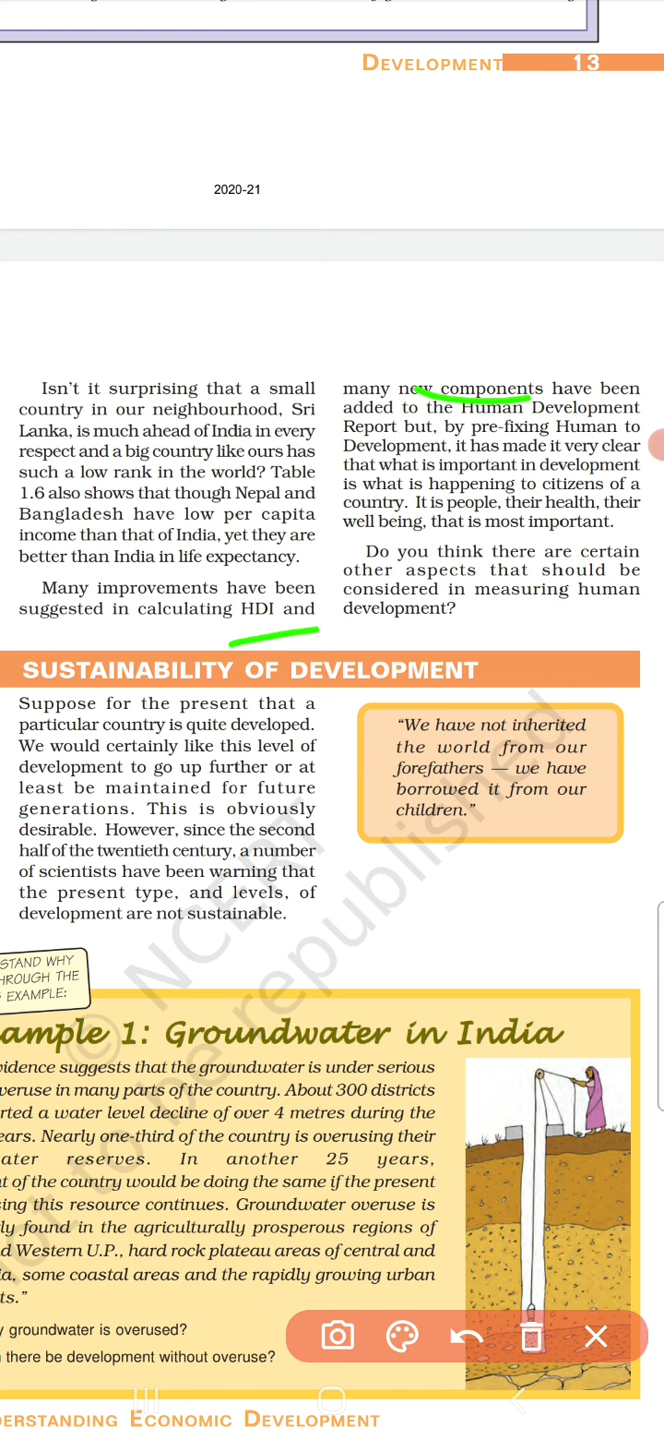 DEVELOPMENT 13
2020-21
Isn't it surprising that a small
country in our neighbourhood, Sri
Lanka, is much ahead of India in every
respect and a big country like ours has
such a low rank in the world? Table
1.6 also shows that though Nepal and
Bangladesh have low per capita
income than that of India, yet they are
better than India in life expectancy.
Many improvements have been
suggested in calculating HDI and
many new components have been
added to the Human Development
Report but, by pre-fixing Human to
Development, it has made it very clear
that what is important in development
is what is happening to citizens of a
country. It is people, their health, their
well being, that is most important.
Do you think there are certain
other aspects that should be
considered in measuring human
development?
SUSTAINABILITY OF DEVELOPMENT
Suppose for the present that a
particular country is quite developed.
We would certainly like this level of
development to go up further or at
least be maintained for future
generations. This is obviously
desirable. However, since the second
half of the twentieth century, a number
of scientists have been warning that
the present type, and levels, of
development are not sustainable.
“We have not inherited
the world from our
forefathers — we have
borrowed it from our
children.”
© NCERT
not to be republished
STAND WHY
HROUGH THE
EXAMPLE:
ample 1: Groundwater in India
vidence suggests that the groundwater is under serious
veruse in many parts of the country. About 300 districts
rted a water level decline of over 4 metres during the
ears. Nearly one-third of the country is overusing their
ater reserves. In another 25 years,
t of the country would be doing the same if the present
sing this resource continues. Groundwater overuse is
ly found in the agriculturally prosperous regions of
d Western U.P., hard rock plateau areas of central and
ia, some coastal areas and the rapidly growing urban
ts.”
y groundwater is overused?
there be development without overuse?
DERSTANDING ECONOMIC DEVELOPMENT